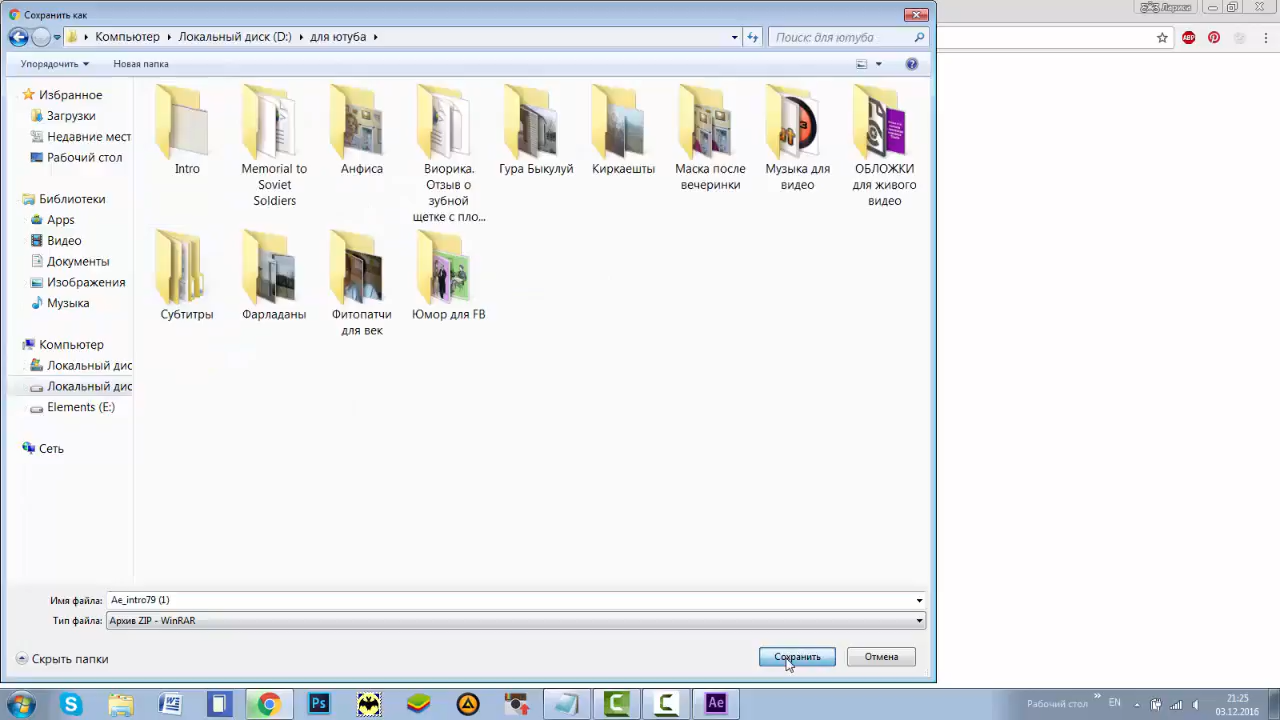 Сохранить как
Лариса
Компьютер
Локальный диск (D:)
для ютуба
Поиск: для ютуба
ABP
Упорядочить
Новая папка
Избранное
Загрузки
Недавние мест
Рабочий стол
Библиотеки
Apps
Видео
Документы
Изображения
Музыка
Компьютер
Локальный дис
Локальный дис
Elements (E:)
Сеть
Intro
Memorial to
Soviet
Soldiers
Анфиса
Виорика.
Отзыв о
зубной
щетке с пло...
Гура Быкулуй
Киркаешты
Маска после
вечеринки
Музыка для
видео
ОБЛОЖКИ
для живого
видео
Субтитры
Фарладаны
Фитопатчи
для век
Юмор для FB
Имя файла:
Ae_intro79 (1)
Тип файла:
Архив ZIP - WinRAR
Скрыть папки
Сохранить
Отмена
Ps
Ae
Рабочий стол
»
EN
21:25
03.12.2016